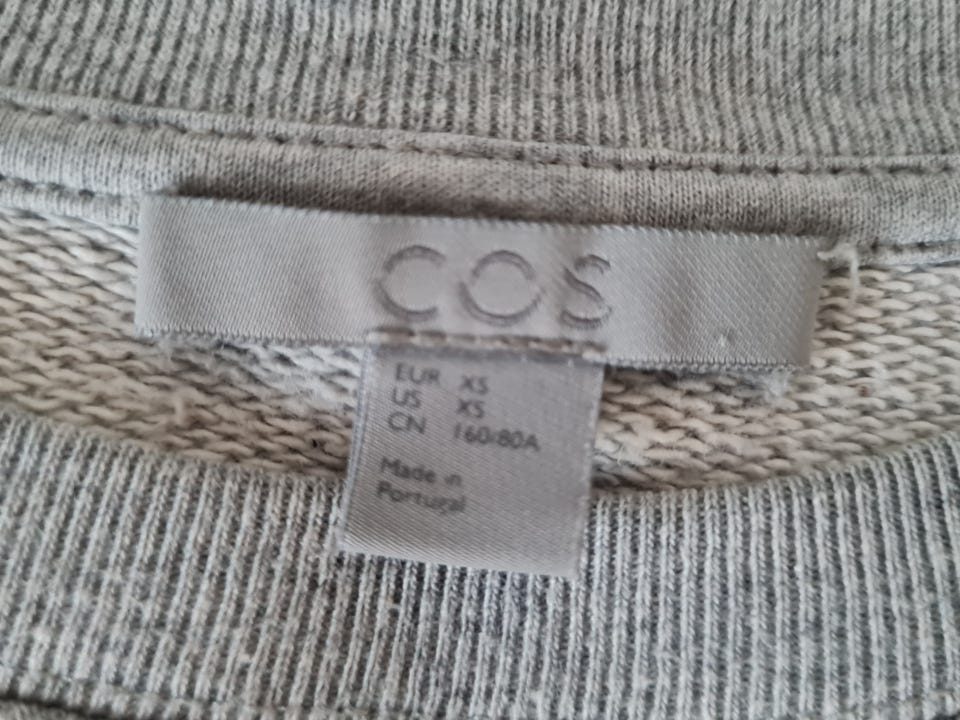 COS
EUR XS
US XS
CN 160/80A
Made in
Portugal